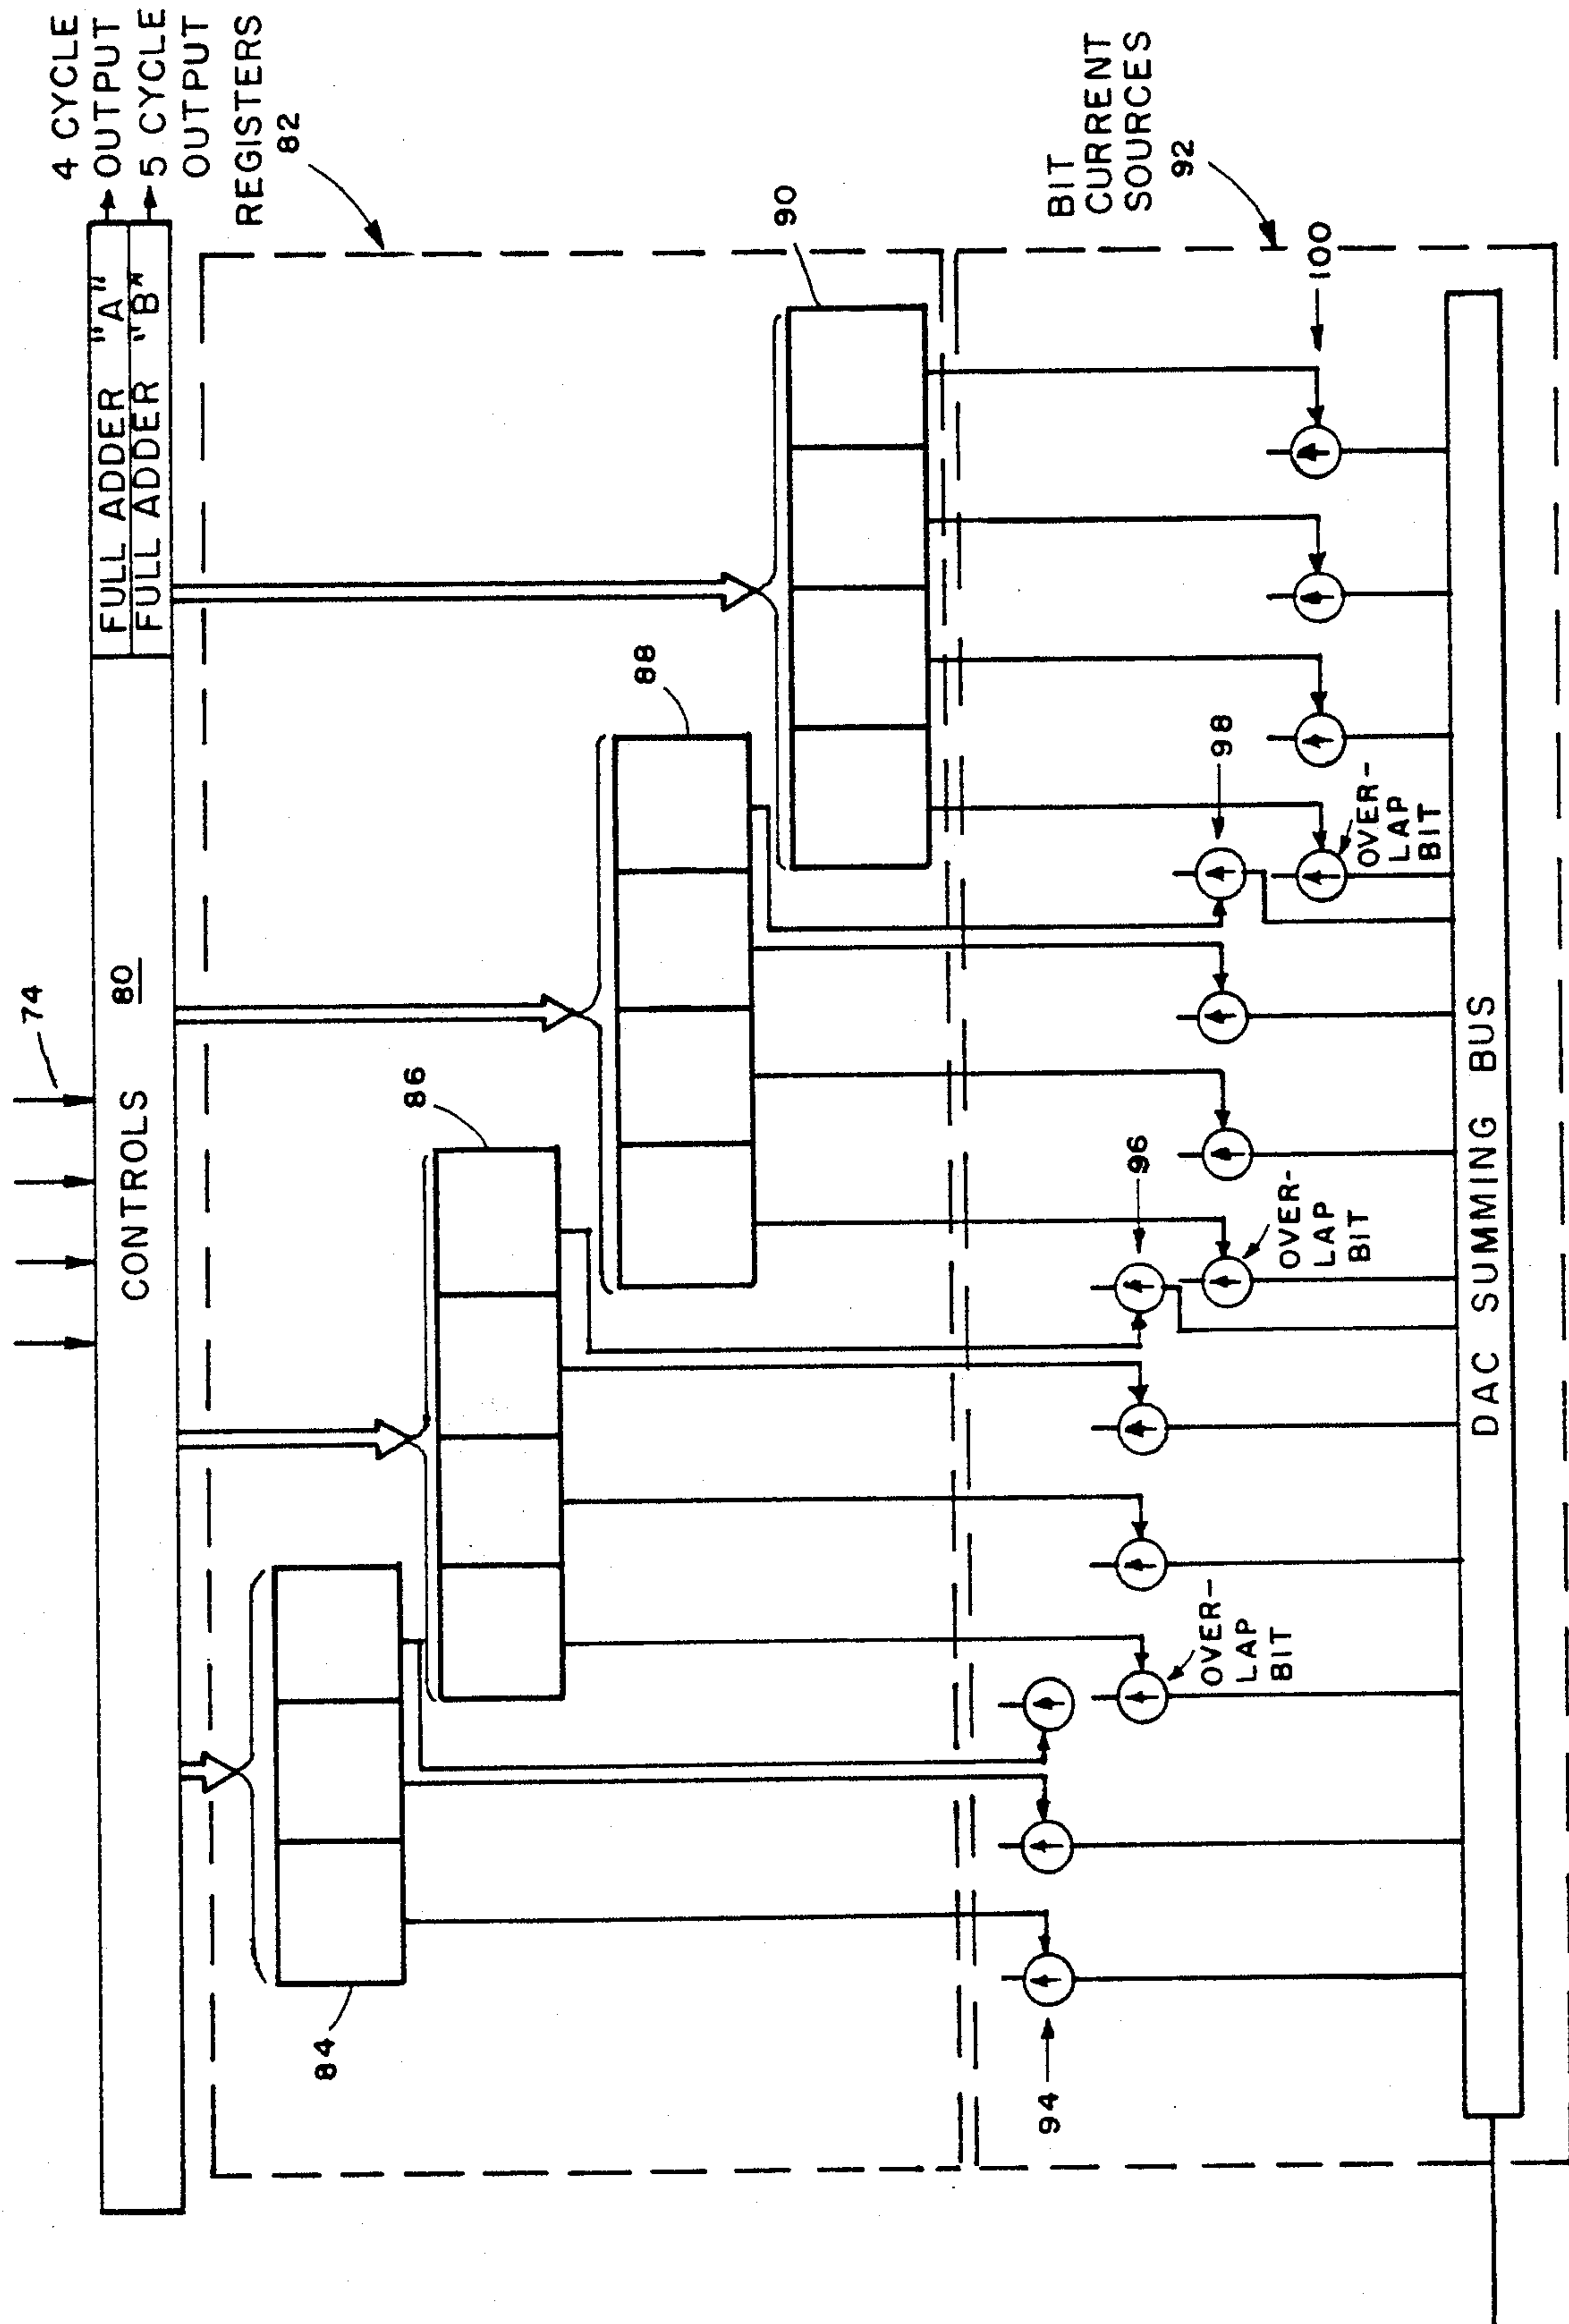 74
CONTROLS 80
FULL ADDER "A"
FULL ADDER "B"
4 CYCLE
OUTPUT
5 CYCLE
OUTPUT
REGISTERS
82
84
86
88
90
BIT
CURRENT
SOURCES
92
94
96
98
100
OVER-
LAP
BIT
OVER-
LAP
BIT
OVER-
LAP
BIT
DAC SUMMING BUS